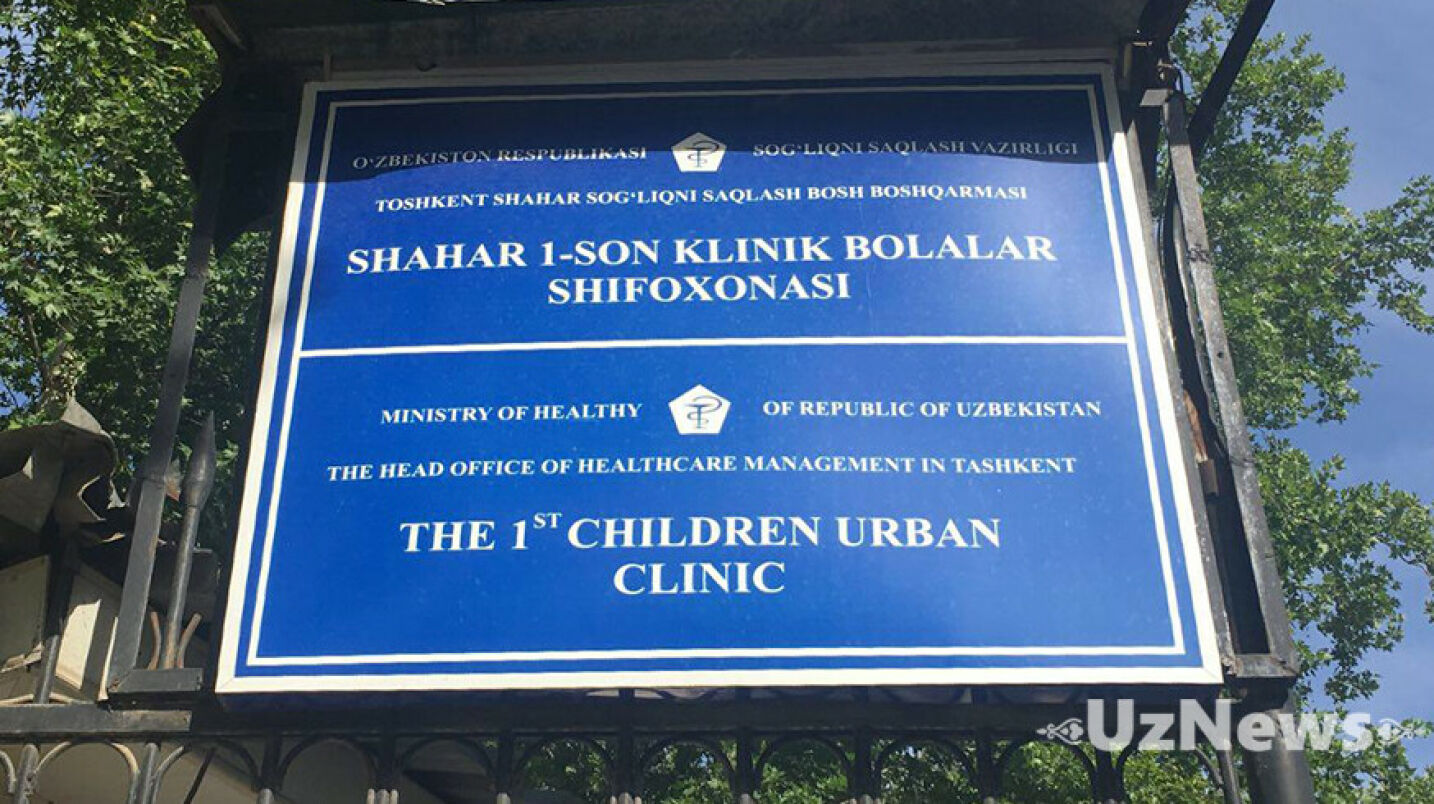 O‘ZBEKISTON RESPUBLIKASI SOG‘LIQNI SAQLASH VAZIRLIGI
TOSHKENT SHAHAR SOG‘LIQNI SAQLASH BOSH BOSHQARMASI
SHAHAR 1-SON KLINIK BOLALAR
SHIFOXONASI
MINISTRY OF HEALTHY OF REPUBLIC OF UZBEKISTAN
THE HEAD OFFICE OF HEALTHCARE MANAGEMENT IN TASHKENT
THE 1ST CHILDREN URBAN
CLINIC
UzNews